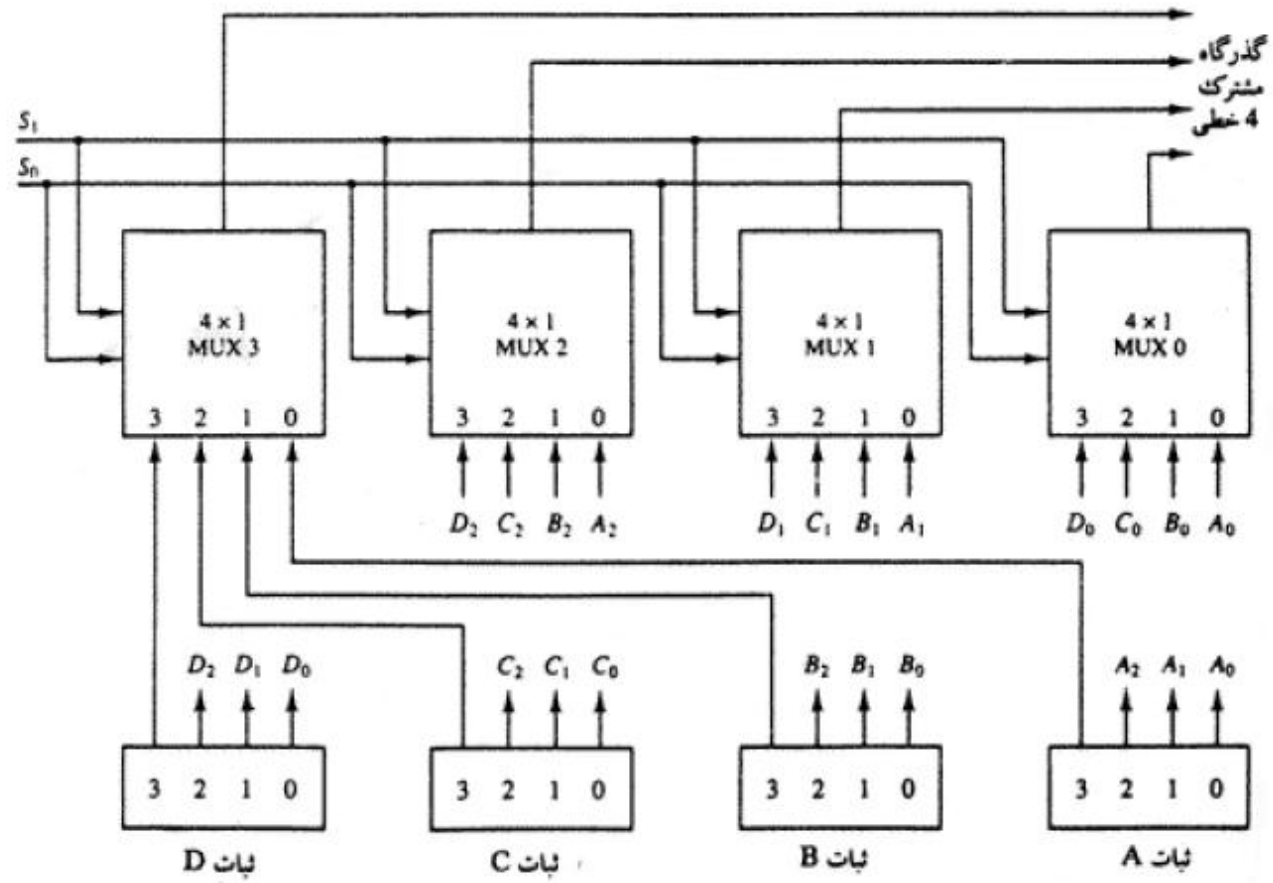 گذرگاه
مشترک
4 خطی
S₁
S₀
4 × 1
MUX 3
3 2 1 0
4 × 1
MUX 2
3 2 1 0
4 × 1
MUX 1
3 2 1 0
4 × 1
MUX 0
3 2 1 0
D₂ C₂ B₂ A₂
D₁ C₁ B₁ A₁
D₀ C₀ B₀ A₀
D₂ D₁ D₀
C₂ C₁ C₀
B₂ B₁ B₀
A₂ A₁ A₀
3 2 1 0
3 2 1 0
3 2 1 0
3 2 1 0
ثبات D
ثبات C
ثبات B
ثبات A